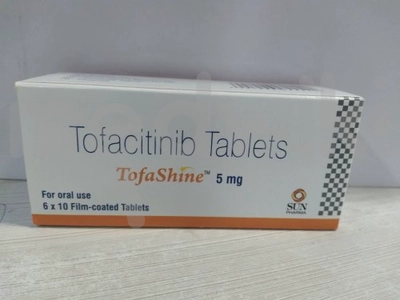 Tofacitinib Tablets
TofaShine™ 5 mg
For oral use
6 x 10 Film-coated Tablets
SUN